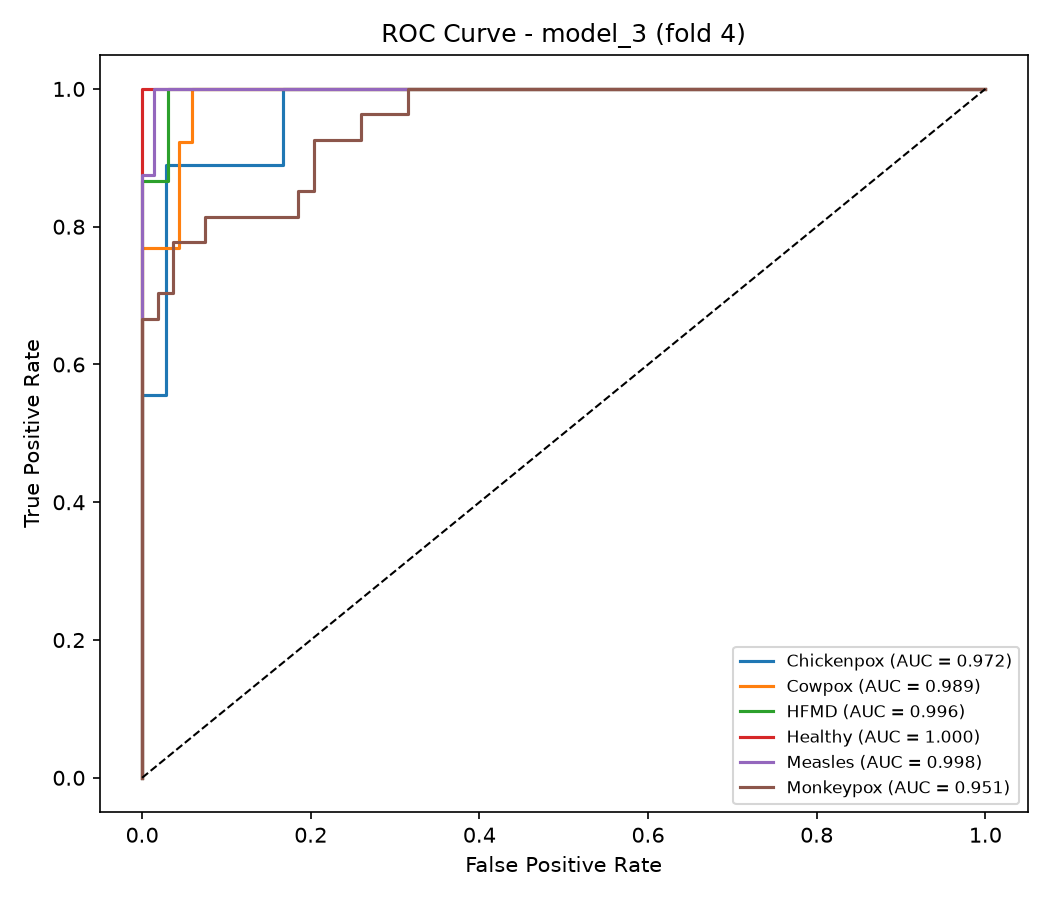 ROC Curve - model_3 (fold 4)
True Positive Rate
1.0
0.8
0.6
0.4
0.2
0.0
0.0 0.2 0.4 0.6 0.8 1.0
False Positive Rate
Chickenpox (AUC = 0.972)
Cowpox (AUC = 0.989)
HFMD (AUC = 0.996)
Healthy (AUC = 1.000)
Measles (AUC = 0.998)
Monkeypox (AUC = 0.951)